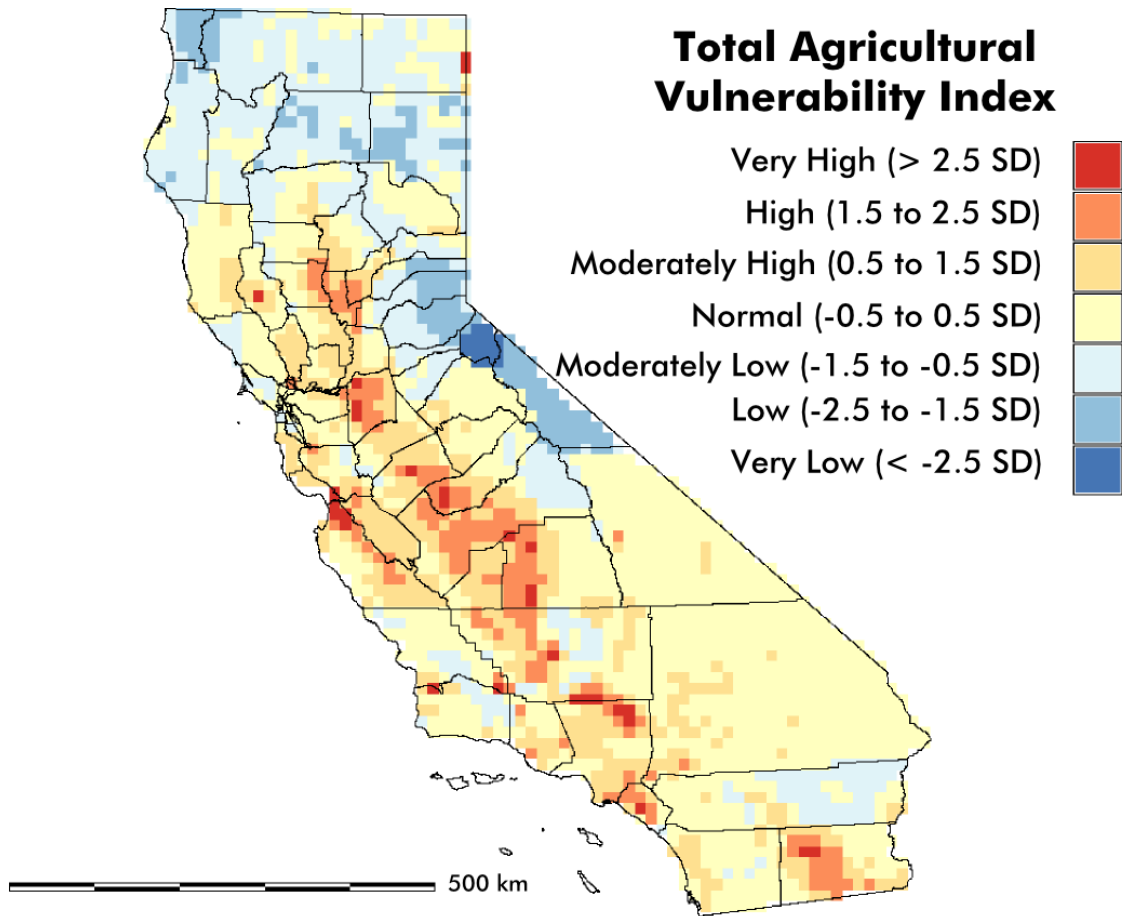 Total Agricultural
Vulnerability Index
Very High (> 2.5 SD)
High (1.5 to 2.5 SD)
Moderately High (0.5 to 1.5 SD)
Normal (-0.5 to 0.5 SD)
Moderately Low (-1.5 to -0.5 SD)
Low (-2.5 to -1.5 SD)
Very Low (< -2.5 SD)
500 km